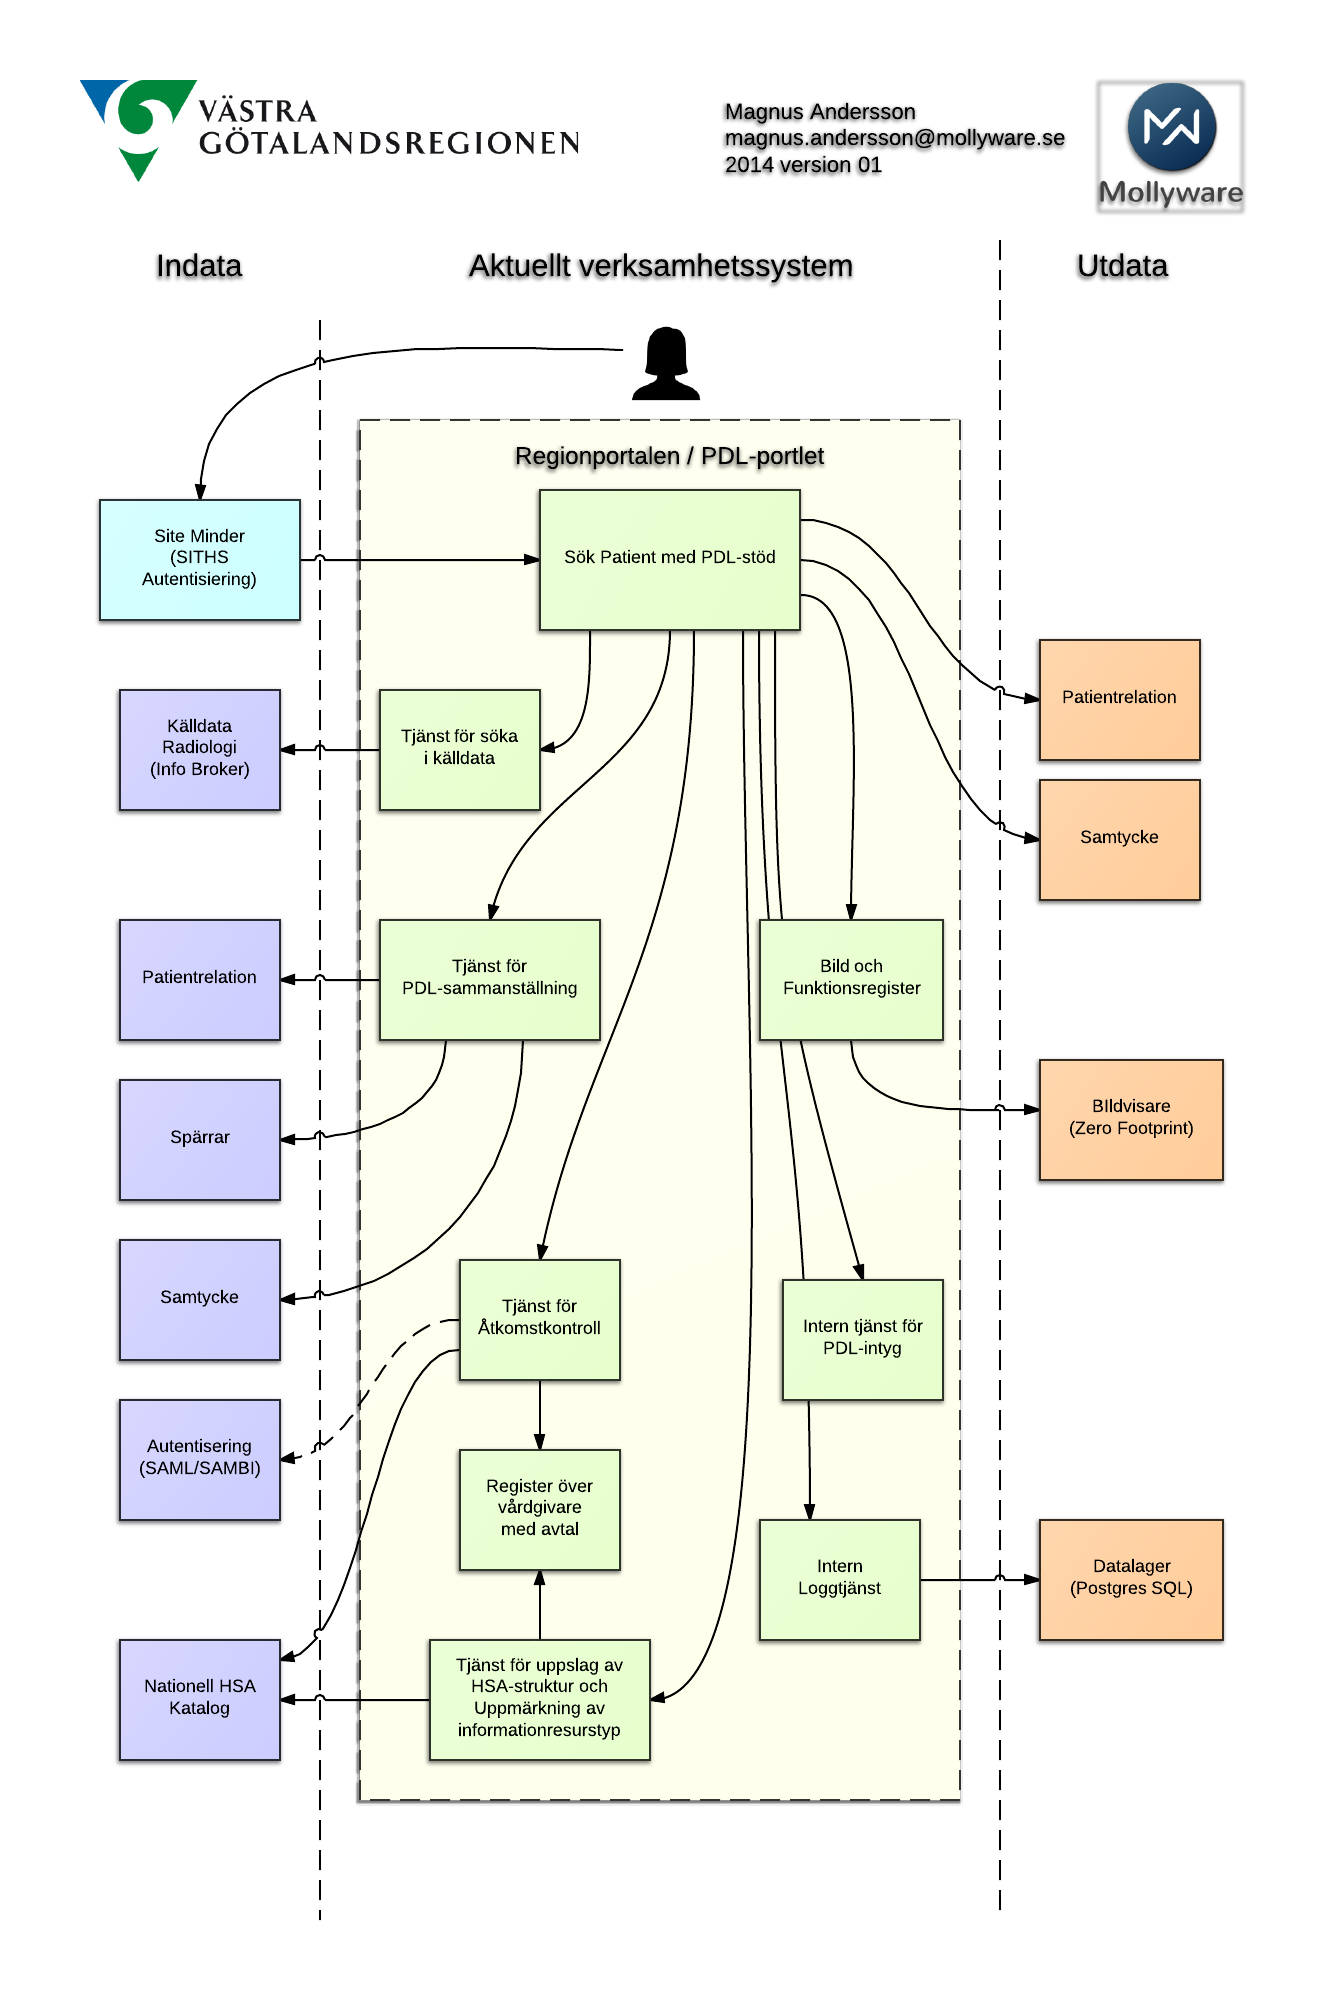 VÄSTRA
GÖTALANDSREGIONEN
Magnus Andersson
magnus.andersson@mollyware.se
2014 version 01
Mollyware
Indata
Aktuellt verksamhetssystem
Utdata
Regionportalen / PDL-portlet
Site Minder
(SITHS
Autentisiering)
Sök Patient med PDL-stöd
Patientrelation
Källdata
Radiologi
(Info Broker)
Tjänst för söka
i källdata
Samtycke
Patientrelation
Tjänst för
PDL-sammanställning
Bild och
Funktionsregister
Spärrar
BIldvisare
(Zero Footprint)
Samtycke
Tjänst för
Åtkomstkontroll
Intern tjänst för
PDL-intyg
Autentisering
(SAML/SAMBI)
Register över
vårdgivare
med avtal
Intern
Loggtjänst
Datalager
(Postgres SQL)
Nationell HSA
Katalog
Tjänst för uppslag av
HSA-struktur och
Uppmärkning av
informationresurstyp